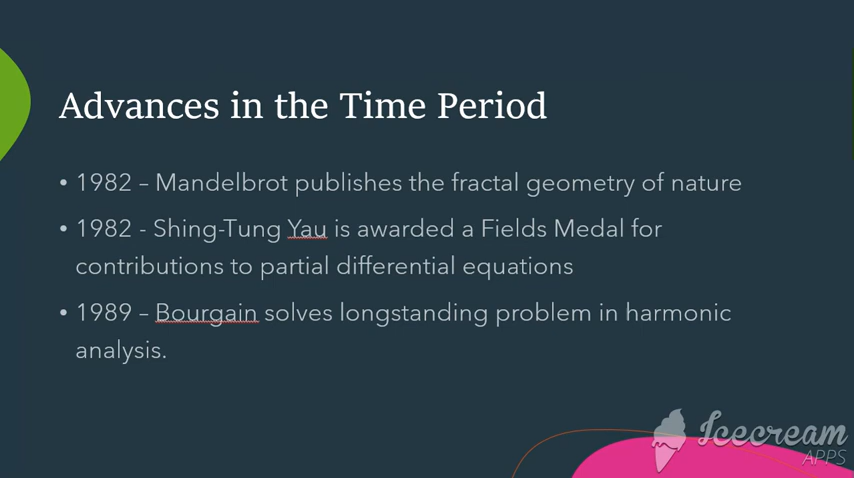 Advances in the Time Period
• 1982 – Mandelbrot publishes the fractal geometry of nature
• 1982 - Shing-Tung Yau is awarded a Fields Medal for
contributions to partial differential equations
• 1989 – Bourgain solves longstanding problem in harmonic
analysis.
Icecream
APPS